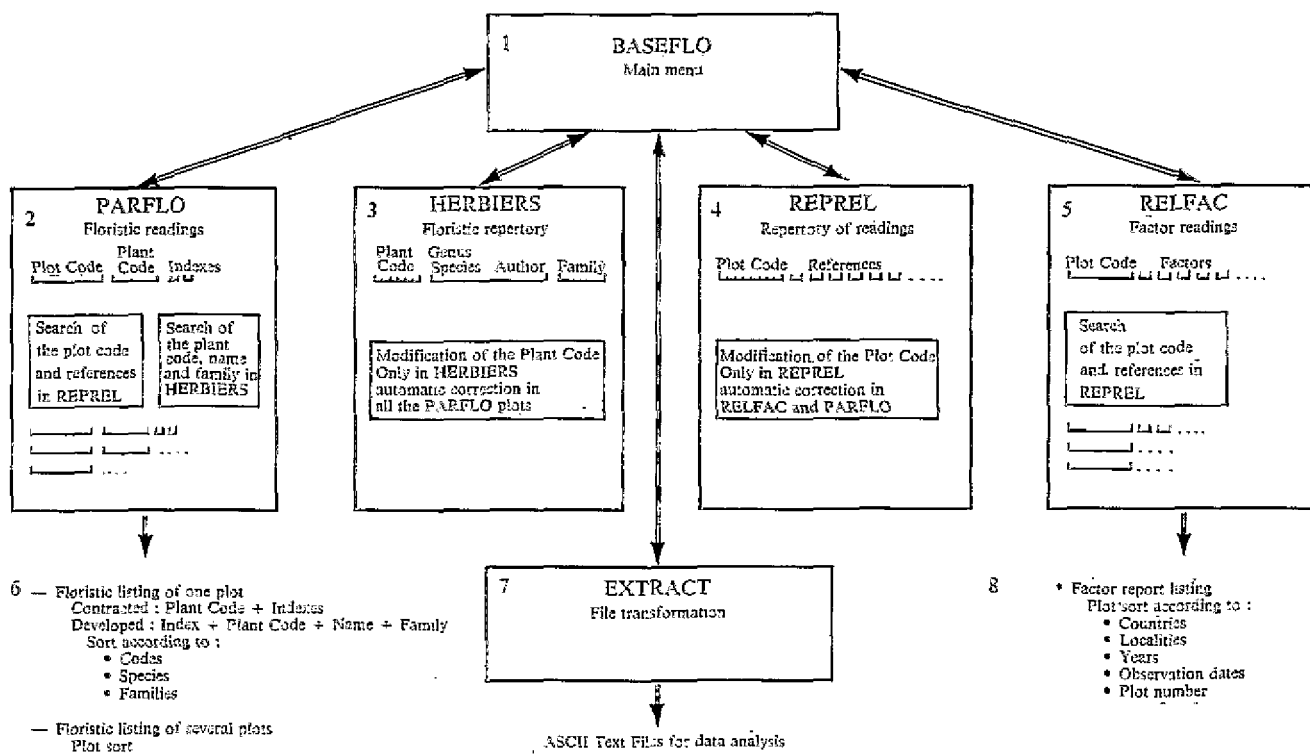 1
BASEFLO
Main menu
2
PARFLO
Floristic readings
Plot Code Plant Code Indexes
Search of
the plot code
and references
in REPREL
Search of
the plant
code, name
and family in
HERBIERS
3
HERBIERS
Floristic repertory
Plant Code Genus Species Author Family
Modification of the Plant Code
Only in HERBIERS
automatic correction in
all the PARFLO plots
4
REPREL
Repertory of readings
Plot Code References
Modification of the Plot Code
Only in REPREL
automatic correction in
RELFAC and PARFLO
5
RELFAC
Factor readings
Plot Code Factors
Search
of the plot code
and references in
REPREL
6 — Floristic listing of one plot
Contracted : Plant Code + Indexes
Developed : Index + Plant Code + Name + Family
Sort according to :
• Codes
• Species
• Families
— Floristic listing of several plots
Plot sort
7
EXTRACT
File transformation
ASCII Text Files for data analysis
8
• Factor report listing
Plot sort according to :
• Countries
• Localities
• Years
• Observation dates
• Plot number